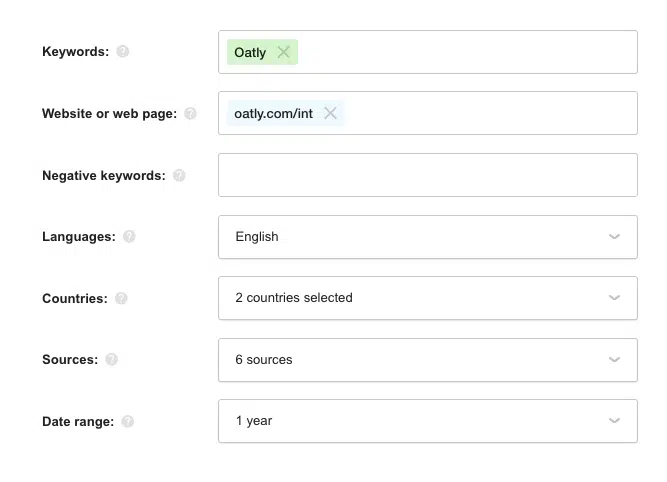 Keywords: ?
Oatly
Website or web page: ?
oatly.com/int
Negative keywords: ?
Languages: ?
English
Countries: ?
2 countries selected
Sources: ?
6 sources
Date range: ?
1 year